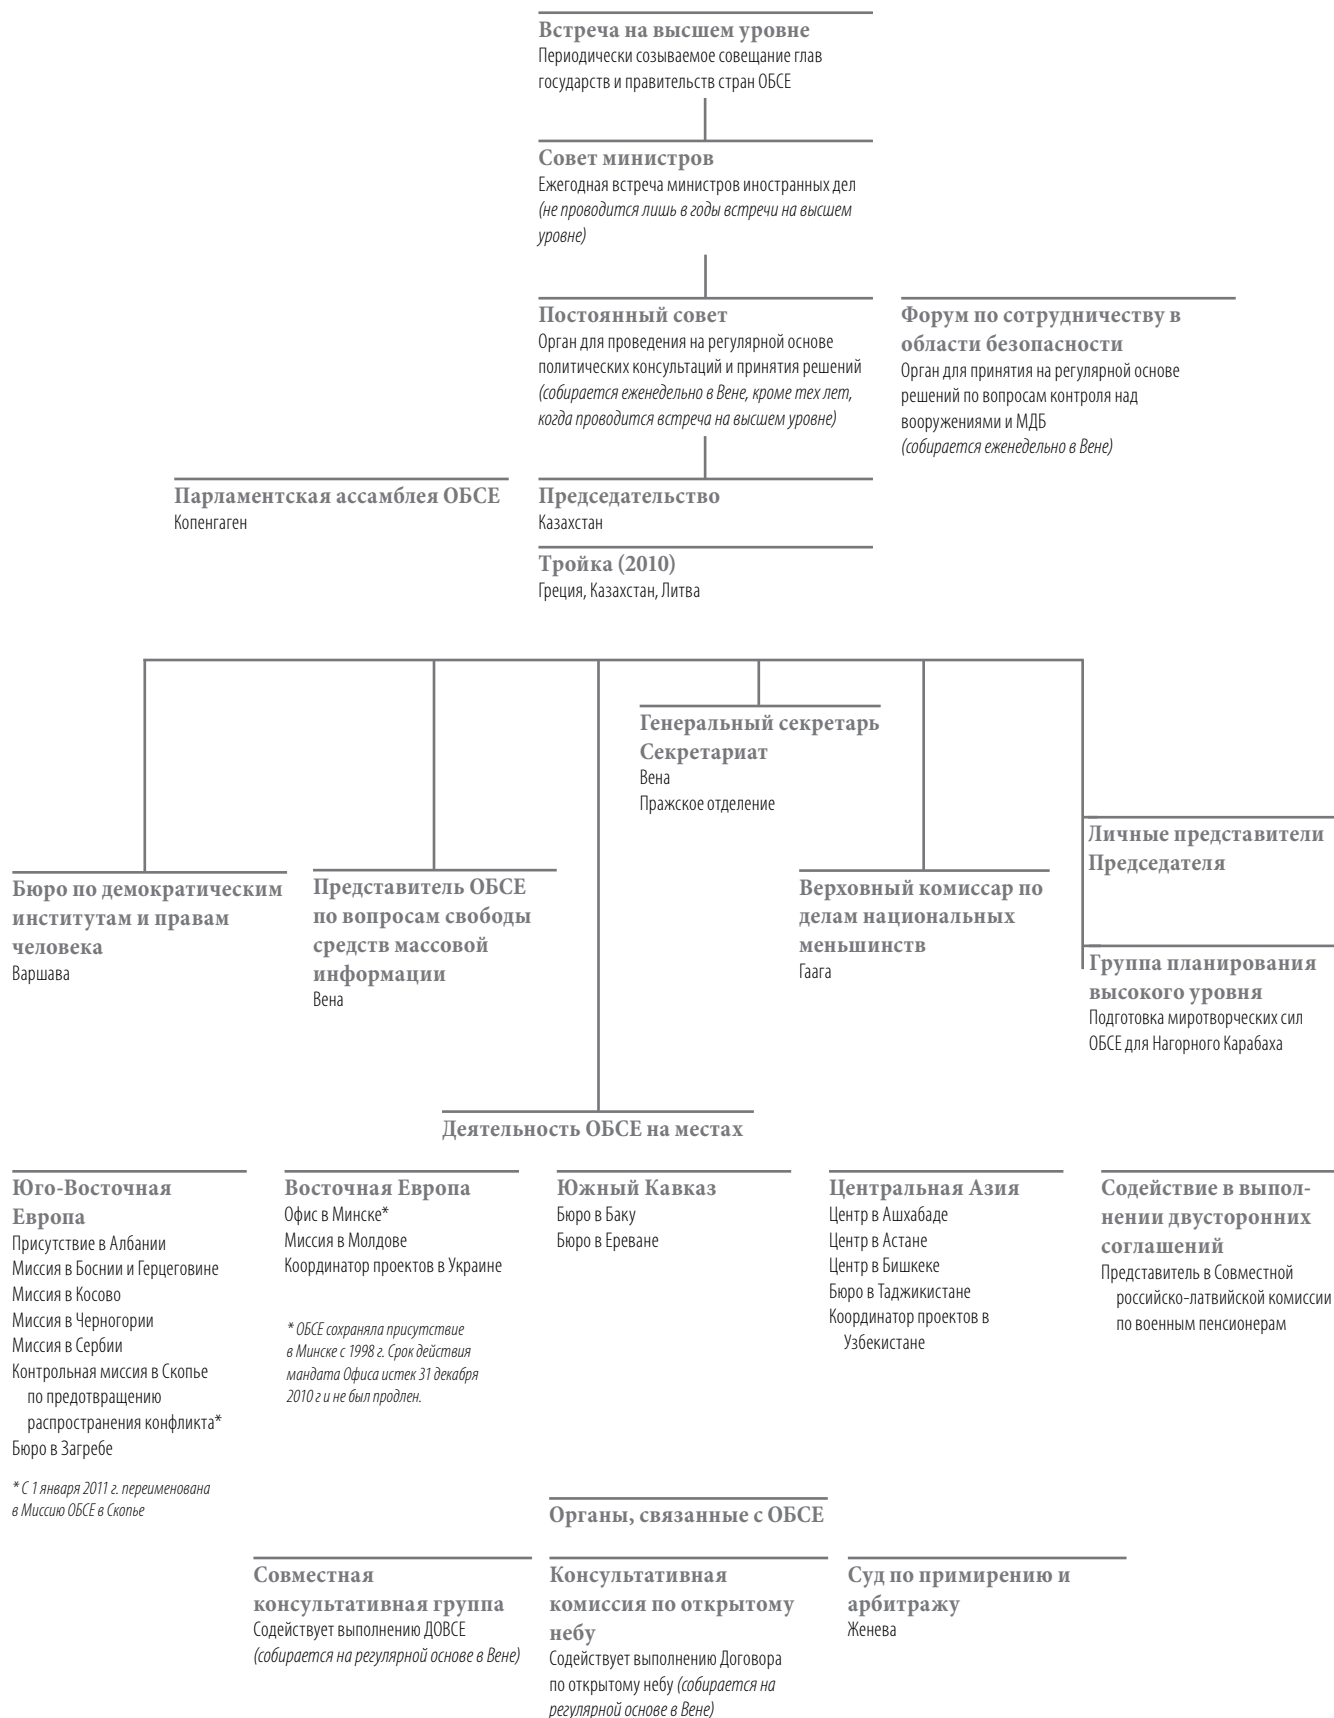 Встреча на высшем уровне
Периодически созываемое совещание глав
государств и правительств стран ОБСЕ
Совет министров
Ежегодная встреча министров иностранных дел
(не проводится лишь в годы встречи на высшем
уровне)
Постоянный совет
Орган для проведения на регулярной основе
политических консультаций и принятия решений
(собирается еженедельно в Вене, кроме тех лет,
когда проводится встреча на высшем уровне)
Форум по сотрудничеству в
области безопасности
Орган для принятия на регулярной основе
решений по вопросам контроля над
вооружениями и МДБ
(собирается еженедельно в Вене)
Парламентская ассамблея ОБСЕ
Копенгаген
Председательство
Казахстан
Тройка (2010)
Греция, Казахстан, Литва
Генеральный секретарь
Секретариат
Вена
Пражское отделение
Личные представители
Председателя
Бюро по демократическим
институтам и правам
человека
Варшава
Представитель ОБСЕ
по вопросам свободы
средств массовой
информации
Вена
Верховный комиссар по
делам национальных
меньшинств
Гаага
Группа планирования
высокого уровня
Подготовка миротворческих сил
ОБСЕ для Нагорного Карабаха
Деятельность ОБСЕ на местах
Юго-Восточная
Европа
Присутствие в Албании
Миссия в Боснии и Герцеговине
Миссия в Косово
Миссия в Черногории
Миссия в Сербии
Контрольная миссия в Скопье
по предотвращению
распространения конфликта*
Бюро в Загребе
* С 1 января 2011 г. переименована
в Миссию ОБСЕ в Скопье
Восточная Европа
Офис в Минске*
Миссия в Молдове
Координатор проектов в Украине
* ОБСЕ сохраняла присутствие
в Минске с 1998 г. Срок действия
мандата Офиса истек 31 декабря
2010 г и не был продлен.
Южный Кавказ
Бюро в Баку
Бюро в Ереване
Центральная Азия
Центр в Ашхабаде
Центр в Астане
Центр в Бишкеке
Бюро в Таджикистане
Координатор проектов в
Узбекистане
Содействие в выпол-
нении двусторонних
соглашений
Представитель в Совместной
российско-латвийской комиссии
по военным пенсионерам
Органы, связанные с ОБСЕ
Совместная
консультативная группа
Содействует выполнению ДОВСЕ
(собирается на регулярной основе в Вене)
Консультативная
комиссия по открытому
небу
Содействует выполнению Договора
по открытому небу (собирается на
регулярной основе в Вене)
Суд по примирению и
арбитражу
Женева